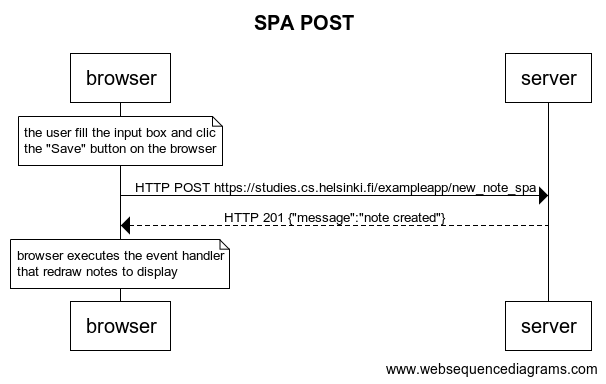 SPA POST
browser
server
the user fill the input box and clic
the "Save" button on the browser
HTTP POST https://studies.cs.helsinki.fi/exampleapp/new_note_spa
HTTP 201 {"message":"note created"}
browser executes the event handler
that redraw notes to display
browser
server
www.websequencediagrams.com